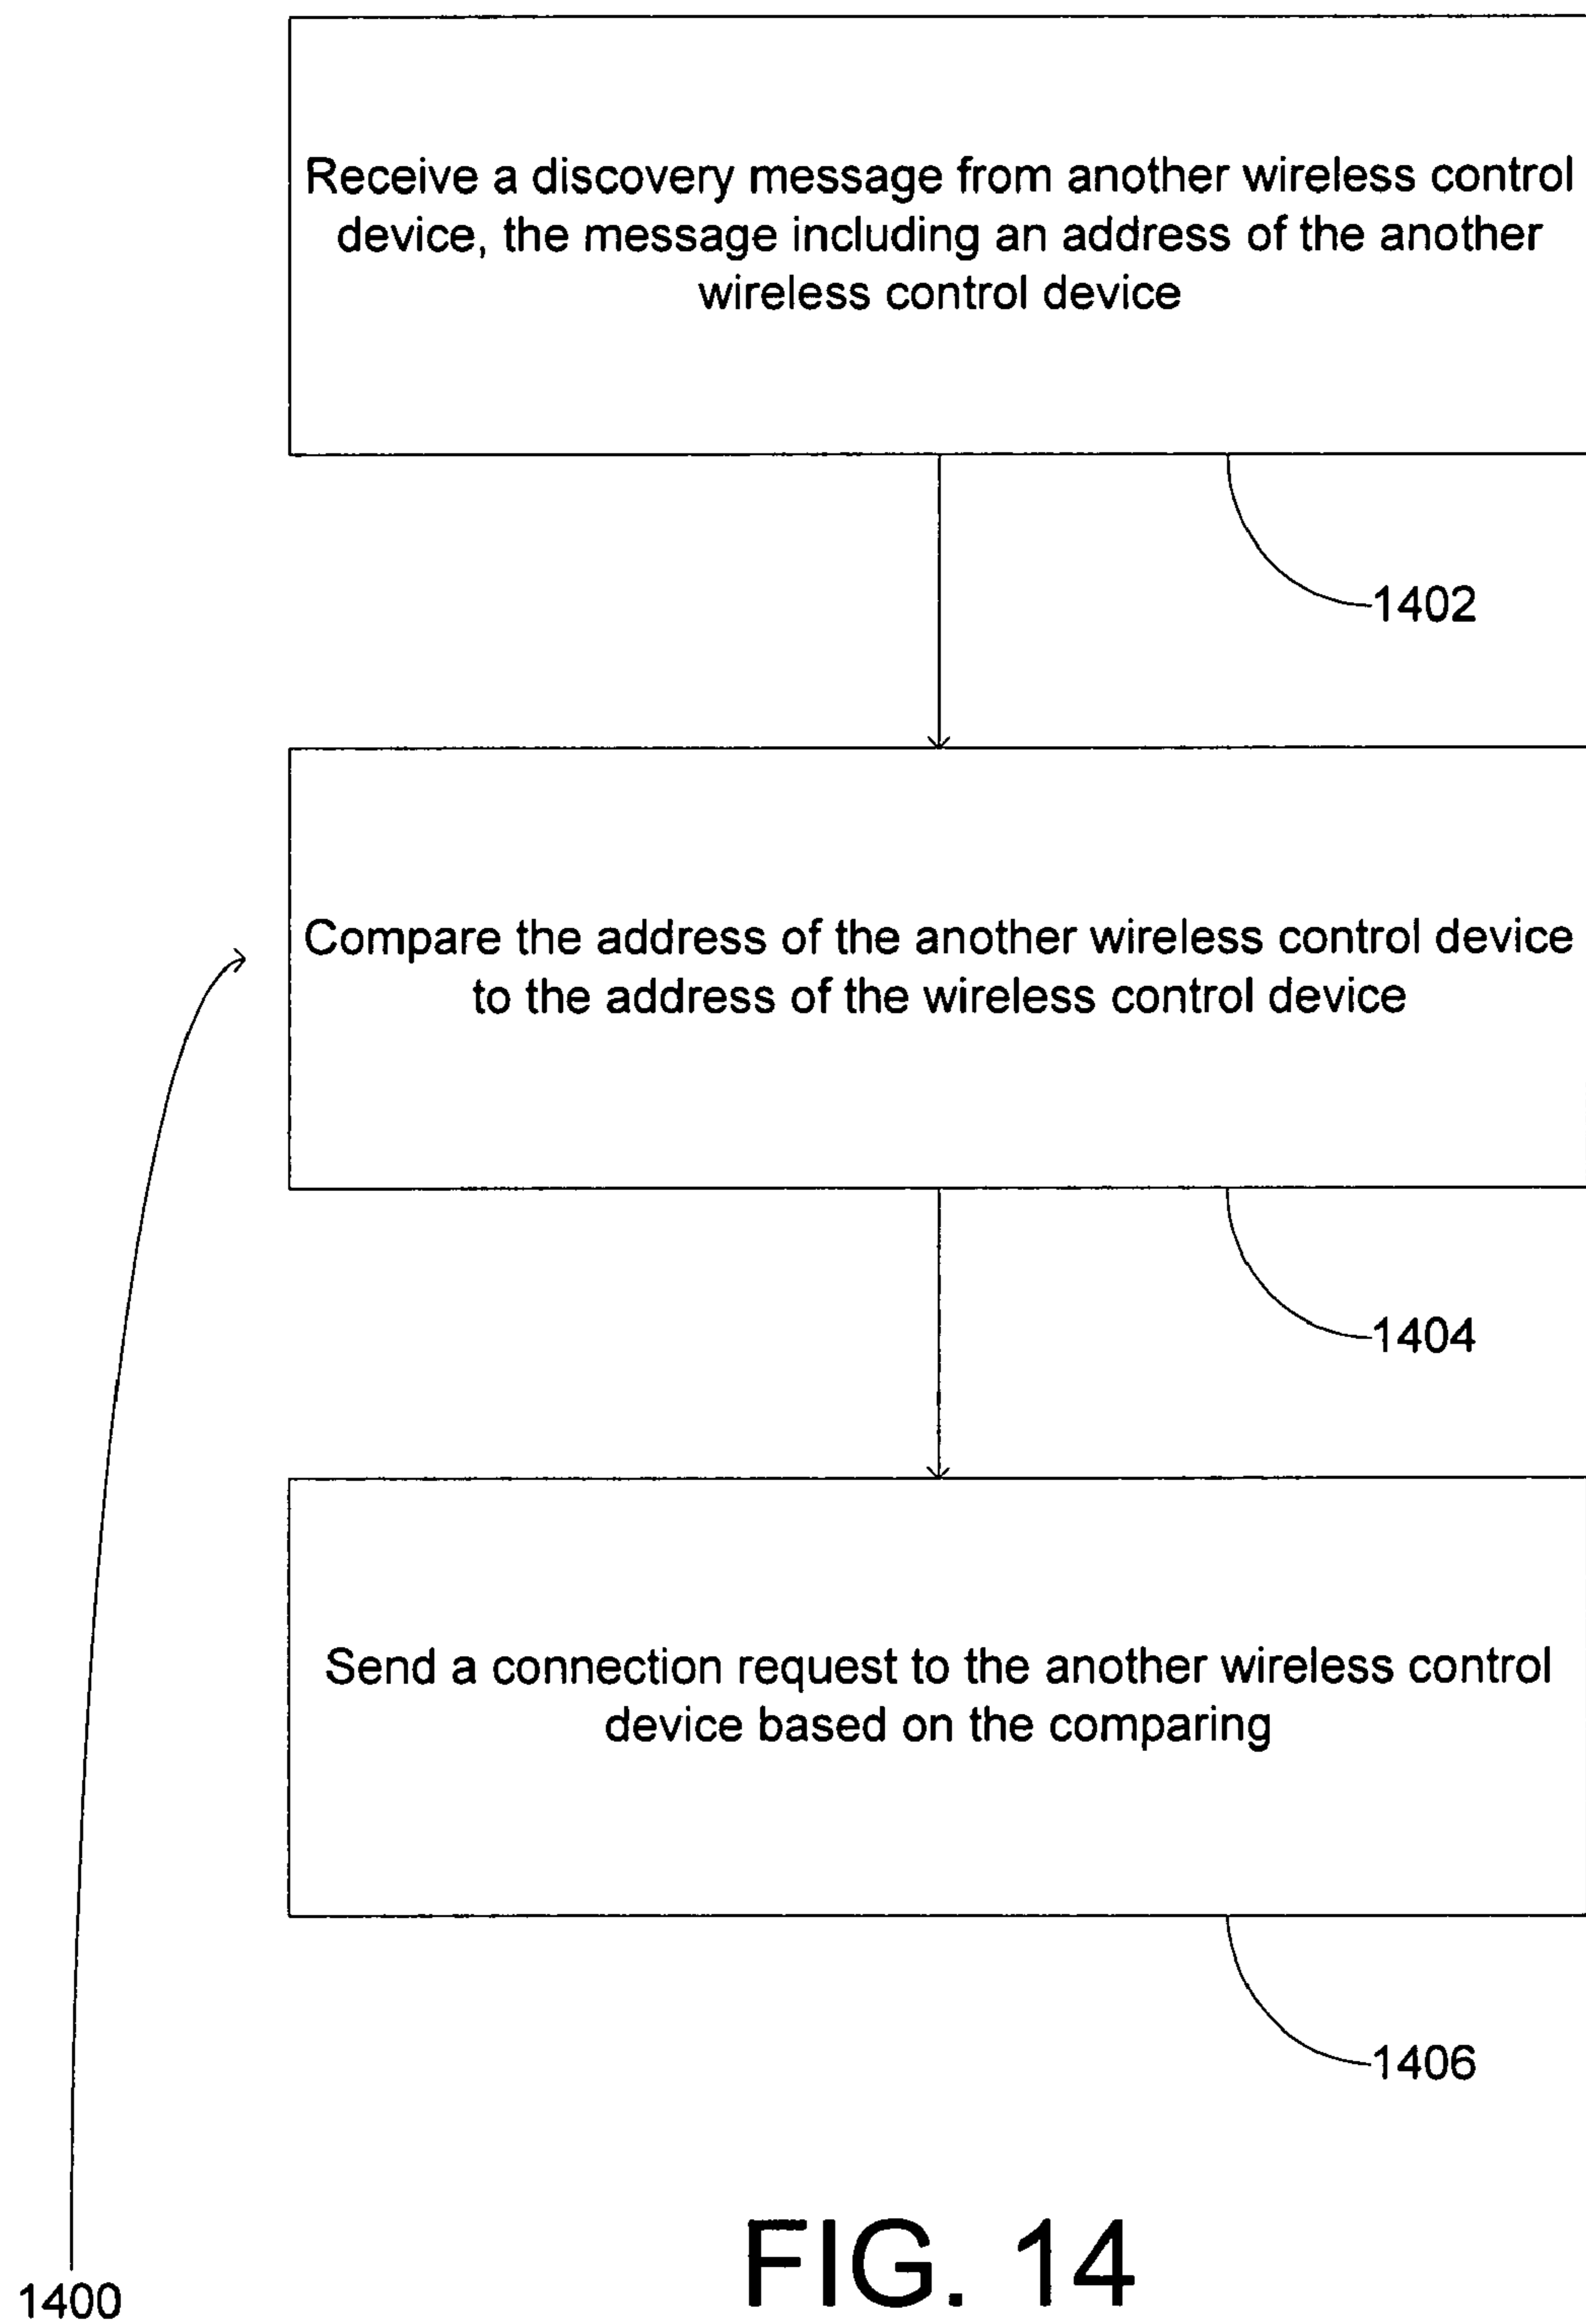 Receive a discovery message from another wireless control
device, the message including an address of the another
wireless control device
1402
Compare the address of the another wireless control device
to the address of the wireless control device
1404
Send a connection request to the another wireless control
device based on the comparing
1406
1400
FIG. 14